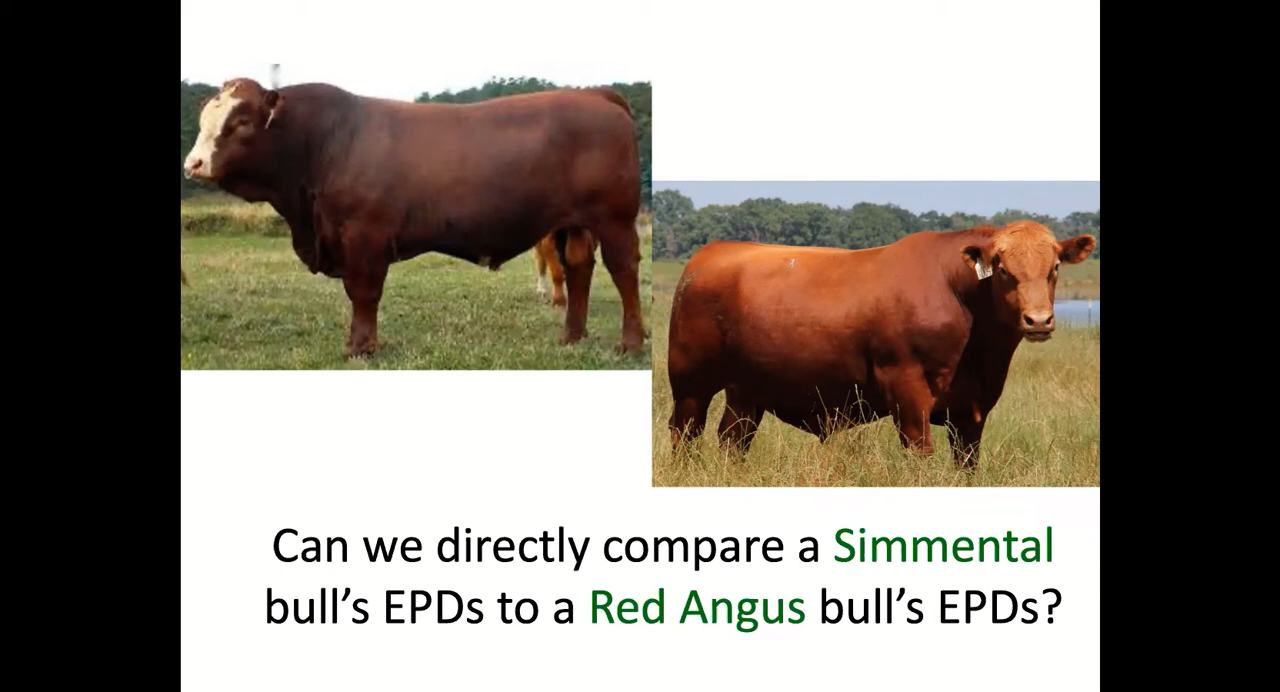 Can we directly compare a Simmental
bull’s EPDs to a Red Angus bull’s EPDs?